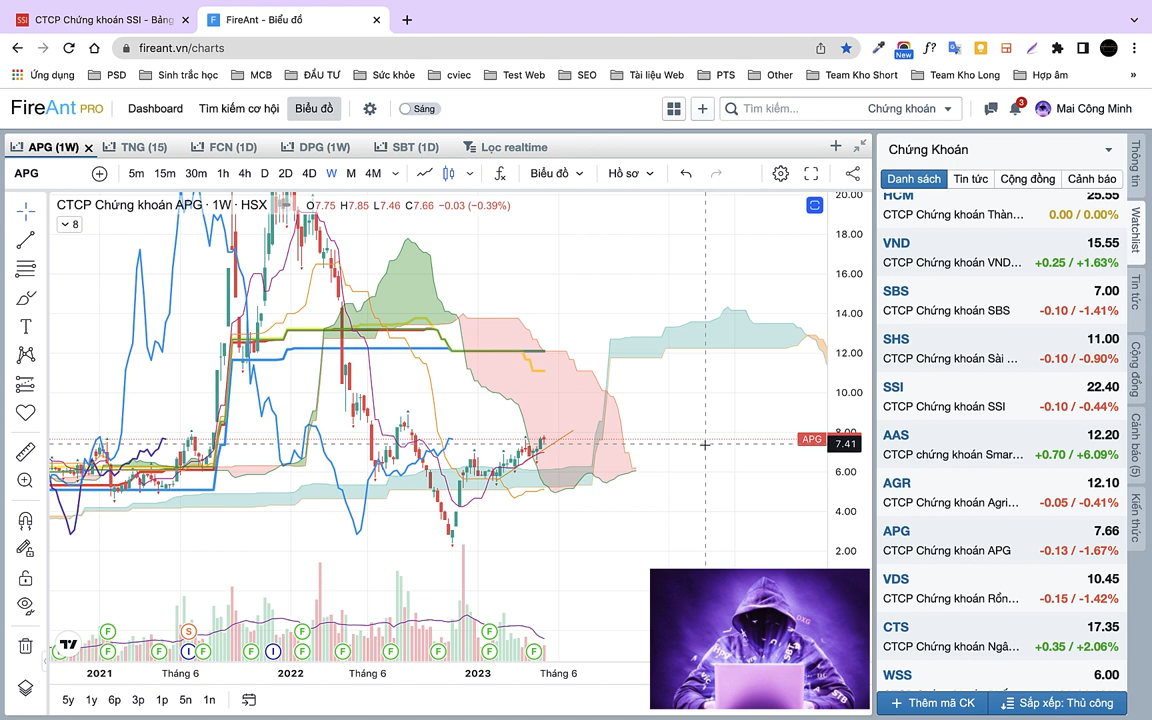 CTCP Chứng khoán SSI - Bảng
FireAnt - Biểu đồ
fireant.vn/charts
New
Ứng dụng PSD Sinh trắc học MCB ĐẦU TƯ Sức khỏe cviec Test Web SEO Tài liệu Web PTS Other Team Kho Short Team Kho Long Hợp âm »
FireAnt PRO Dashboard Tìm kiếm cơ hội Biểu đồ Sáng Tìm kiếm... Chứng khoán 3 Mai Công Minh
APG (1W) TNG (15) FCN (1D) DPG (1W) SBT (1D) Lọc realtime
APG 5m 15m 30m 1h 4h D 2D 4D W M 4M Biểu đồ Hồ sơ
CTCP Chứng khoán APG · 1W · HSX O7.75 H7.85 L7.46 C7.66 −0.03 (−0.39%)
8
20.00
18.00
16.00
14.00
12.00
10.00
8.00
APG 7.41
6.00
4.00
2.00
F S F F
F F I F F I F F F F F F
2021 Tháng 6 2022 Tháng 6 2023 Tháng 6
5y 1y 6p 3p 1p 5n 1n
Chứng Khoán
Danh sách Tin tức Cộng đồng Cảnh báo
HCM 25.55
CTCP Chứng khoán Thàn... 0.00 / 0.00%
VND 15.55
CTCP Chứng khoán VND... +0.25 / +1.63%
SBS 7.00
CTCP Chứng khoán SBS -0.10 / -1.41%
SHS 11.00
CTCP Chứng khoán Sài ... -0.10 / -0.90%
SSI 22.40
CTCP Chứng khoán SSI -0.10 / -0.44%
AAS 12.20
CTCP Chứng khoán Smar... +0.70 / +6.09%
AGR 12.10
CTCP Chứng khoán Agri... -0.05 / -0.41%
APG 7.66
CTCP Chứng khoán APG -0.13 / -1.67%
VDS 10.45
CTCP Chứng khoán Rồn... -0.15 / -1.42%
CTS 17.35
CTCP Chứng khoán Ngâ... +0.35 / +2.06%
WSS 6.00
Thêm mã CK Sắp xếp: Thủ công
Thông tin
Watchlist
Tin tức
Cộng đồng
Cảnh báo (5)
Kiến thức
DXG
VND
STB